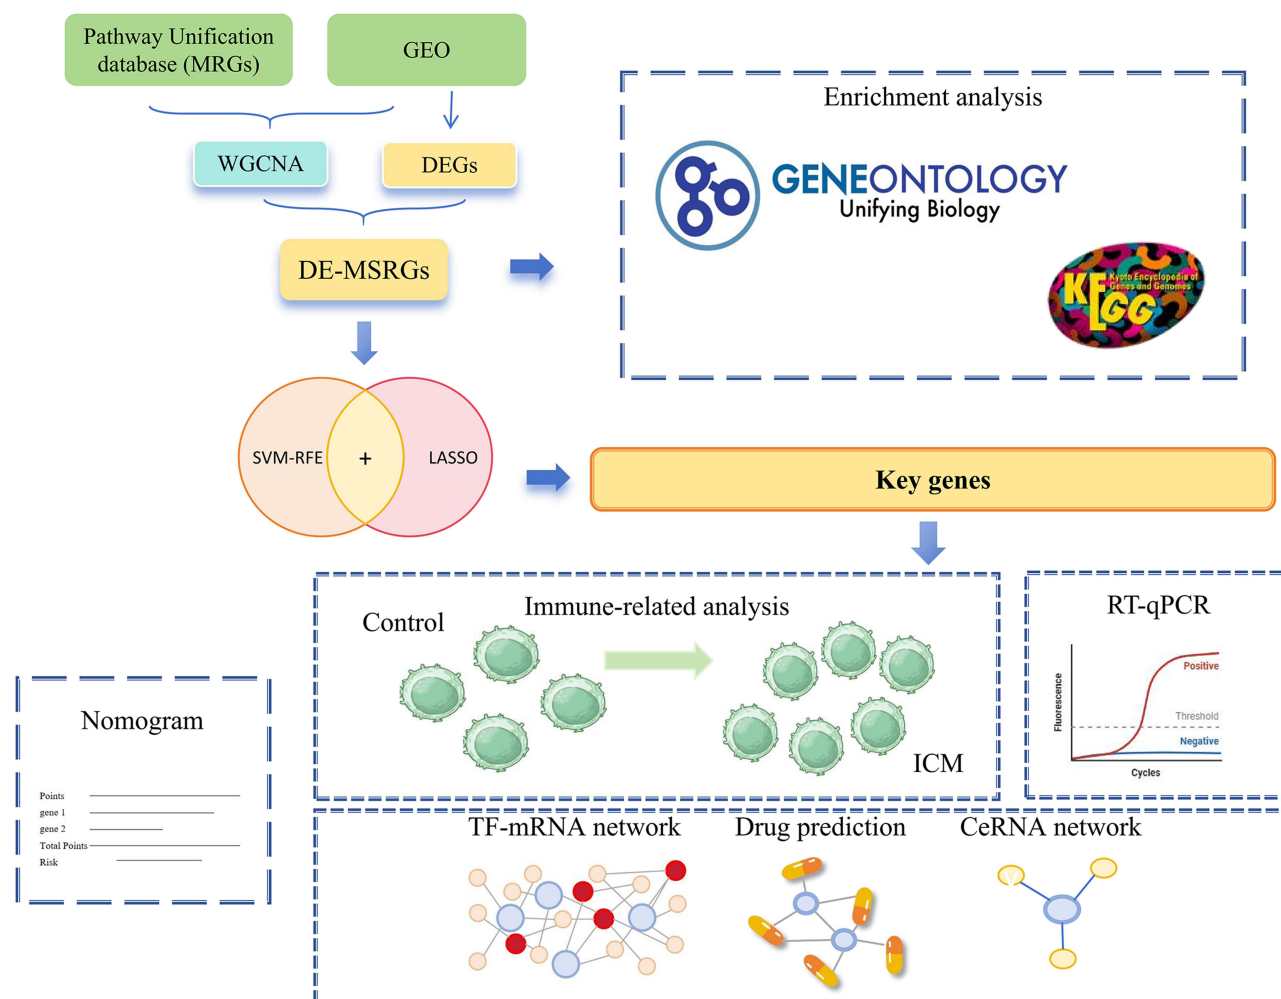 Pathway Unification
database (MRGs)
GEO
WGCNA
DEGs
DE-MSRGs
Enrichment analysis
GENEONTOLOGY
Unifying Biology
KEGG
Kyoto Encyclopedia of
Genes and Genomes
SVM-RFE
+
LASSO
Key genes
Immune-related analysis
Control
ICM
RT-qPCR
Fluorescence
Positive
Threshold
Negative
Cycles
Nomogram
Points
gene 1
gene 2
Total Points
Risk
TF-mRNA network
Drug prediction
CeRNA network